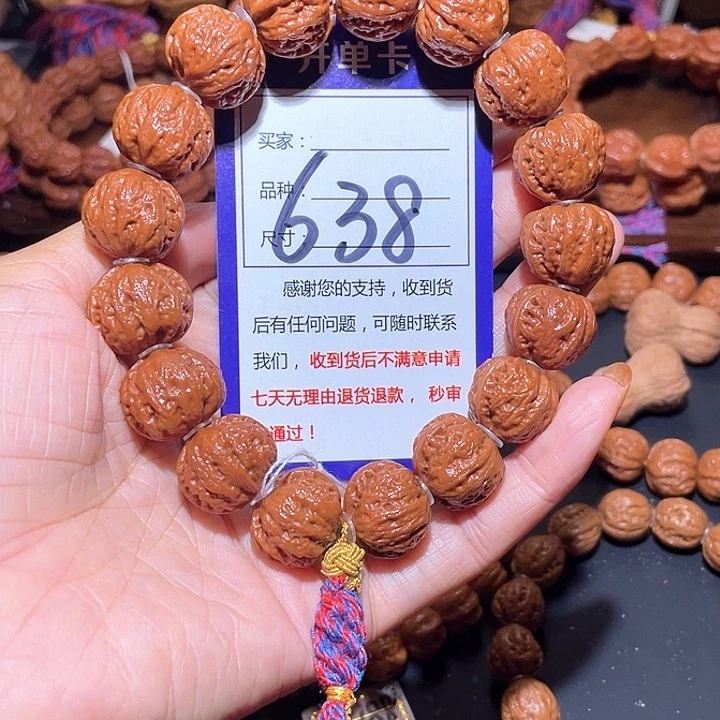 开单卡
买家：
品种：
638
尺寸：
感谢您的支持，收到货
后有任何问题，可随时联系
我们，收到货后不满意申请
七天无理由退货退款，秒审
通过！